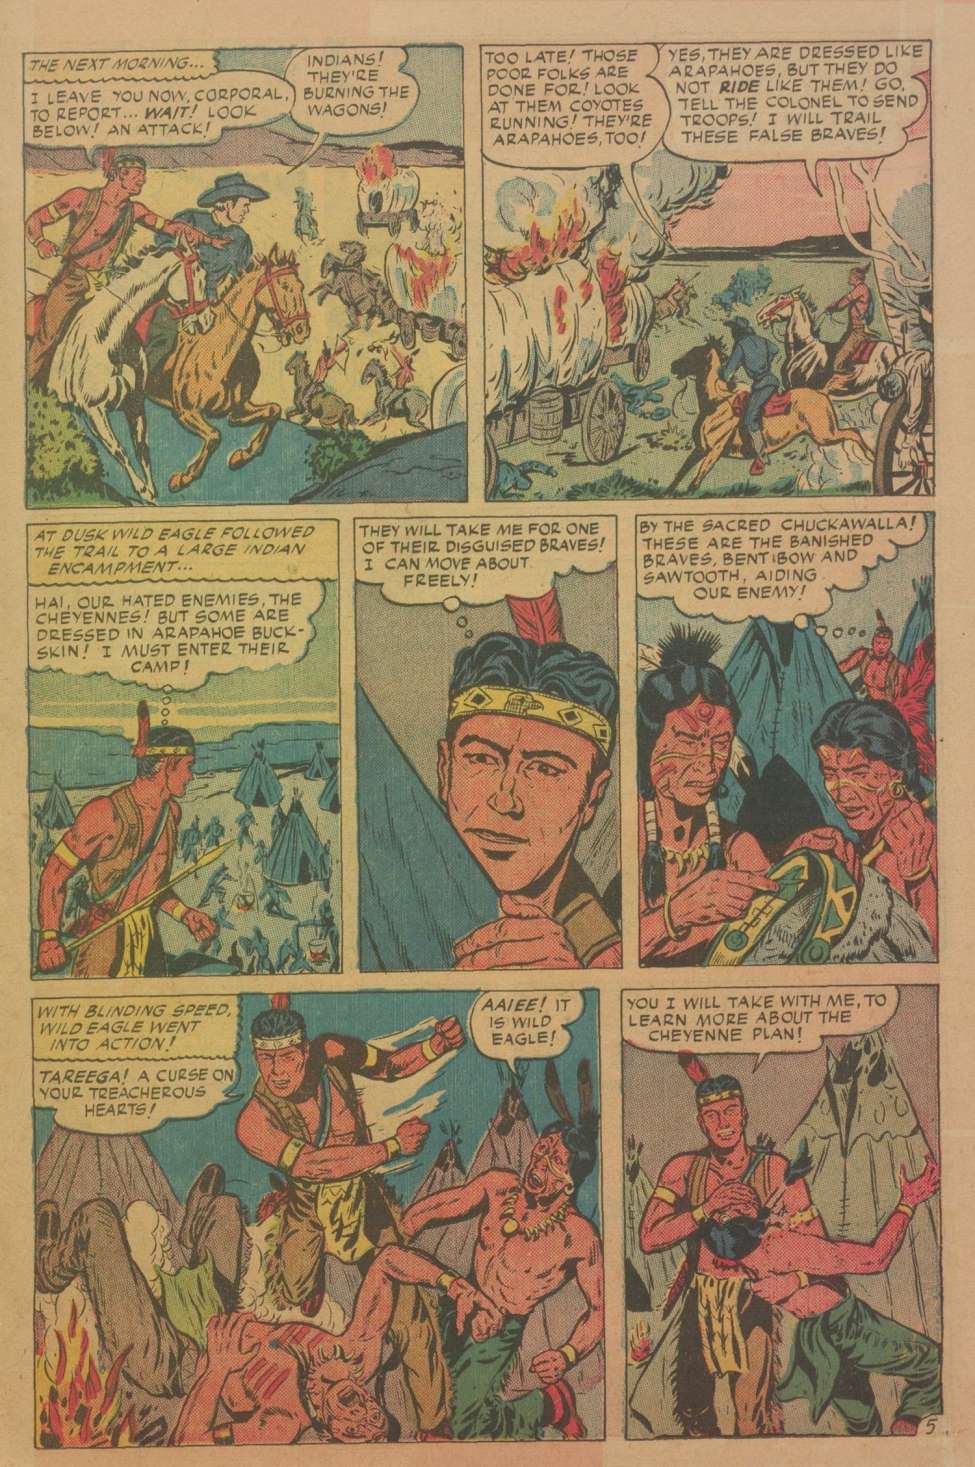 THE NEXT MORNING...
I LEAVE YOU NOW, CORPORAL,
TO REPORT... WAIT! LOOK
BELOW! AN ATTACK!
INDIANS!
THEY'RE
BURNING THE
WAGONS!
TOO LATE! THOSE
POOR FOLKS ARE
DONE FOR! LOOK
AT THEM COYOTES
RUNNING! THEY'RE
ARAPAHOES, TOO!
YES, THEY ARE DRESSED LIKE
ARAPAHOES, BUT THEY DO
NOT RIDE LIKE THEM! GO,
TELL THE COLONEL TO SEND
TROOPS! I WILL TRAIL
THESE FALSE BRAVES!
AT DUSK WILD EAGLE FOLLOWED
THE TRAIL TO A LARGE INDIAN
ENCAMPMENT...
HAI, OUR HATED ENEMIES, THE
CHEYENNES! BUT SOME ARE
DRESSED IN ARAPAHOE BUCK-
SKIN! I MUST ENTER THEIR
CAMP!
THEY WILL TAKE ME FOR ONE
OF THEIR DISGUISED BRAVES!
I CAN MOVE ABOUT
FREELY!
BY THE SACRED CHUCKAWALLA!
THESE ARE THE BANISHED
BRAVES, BENTIBOW AND
SAWTOOTH, AIDING
OUR ENEMY!
WITH BLINDING SPEED,
WILD EAGLE WENT
INTO ACTION!
TAREEGA! A CURSE ON
YOUR TREACHEROUS
HEARTS!
AAIEE! IT
IS WILD
EAGLE!
YOU I WILL TAKE WITH ME, TO
LEARN MORE ABOUT THE
CHEYENNE PLAN!
5